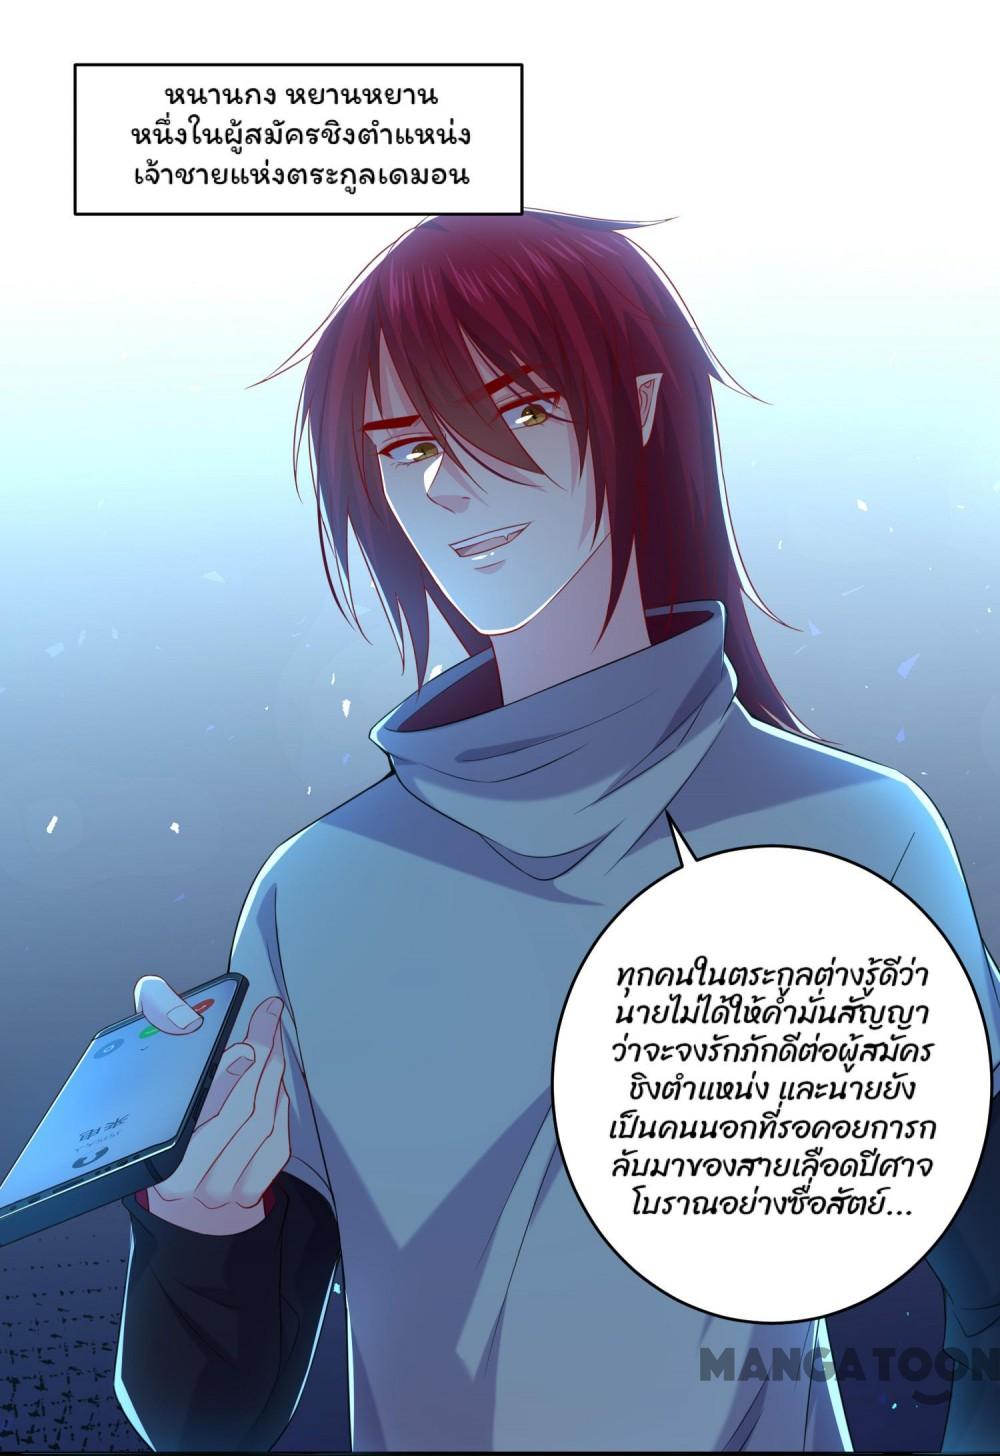 หนานกง หยานหยาน
หนึ่งในผู้สมัครชิงตำแหน่ง
เจ้าชายแห่งตระกูลเดมอน
ทุกคนในตระกูลต่างรู้ดีว่า
นายไม่ได้ให้คำมั่นสัญญา
ว่าจะจงรักภักดีต่อผู้สมัคร
ชิงตำแหน่ง และนายยัง
เป็นคนนอกที่รอคอยการก
ลับมาของสายเลือดปีศาจ
โบราณอย่างซื่อสัตย์...
来电
MANGATOON